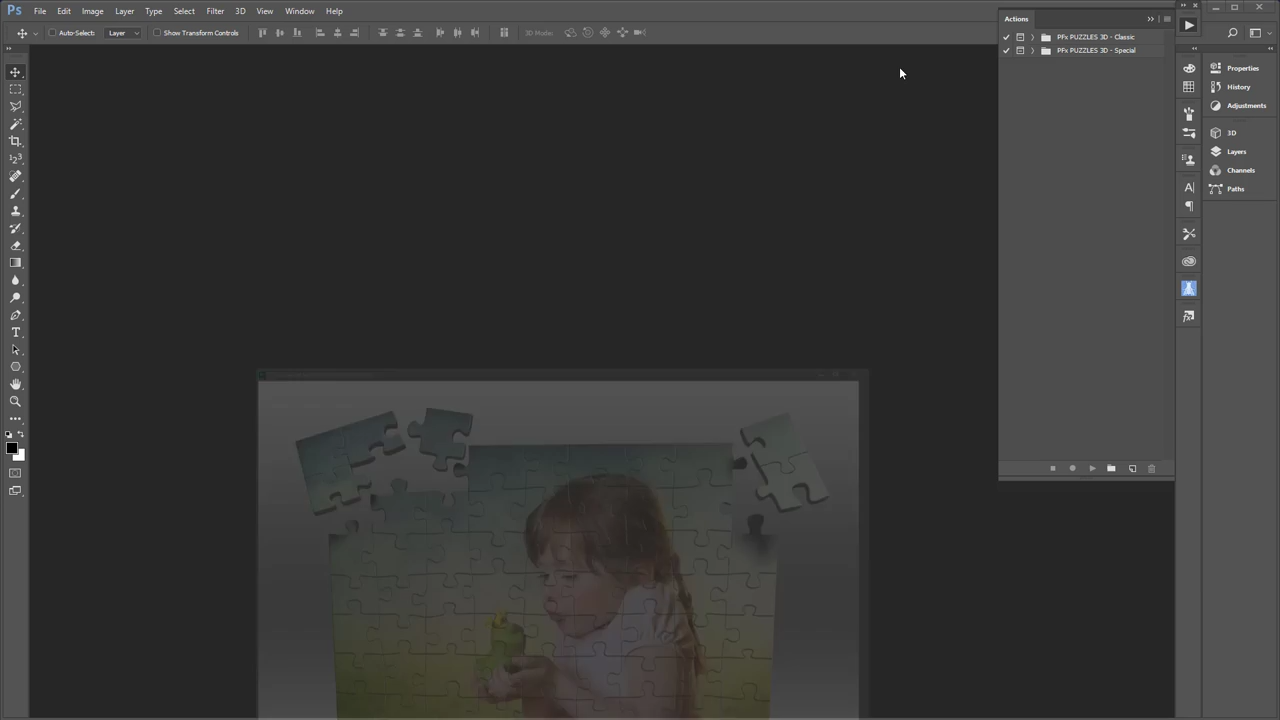 Ps File Edit Image Layer Type Select Filter 3D View Window Help
Auto-Select: Layer Show Transform Controls 3D Mode:
Actions
PFx PUZZLES 3D - Classic
PFx PUZZLES 3D - Special
Properties
History
Adjustments
3D
Layers
Channels
Paths